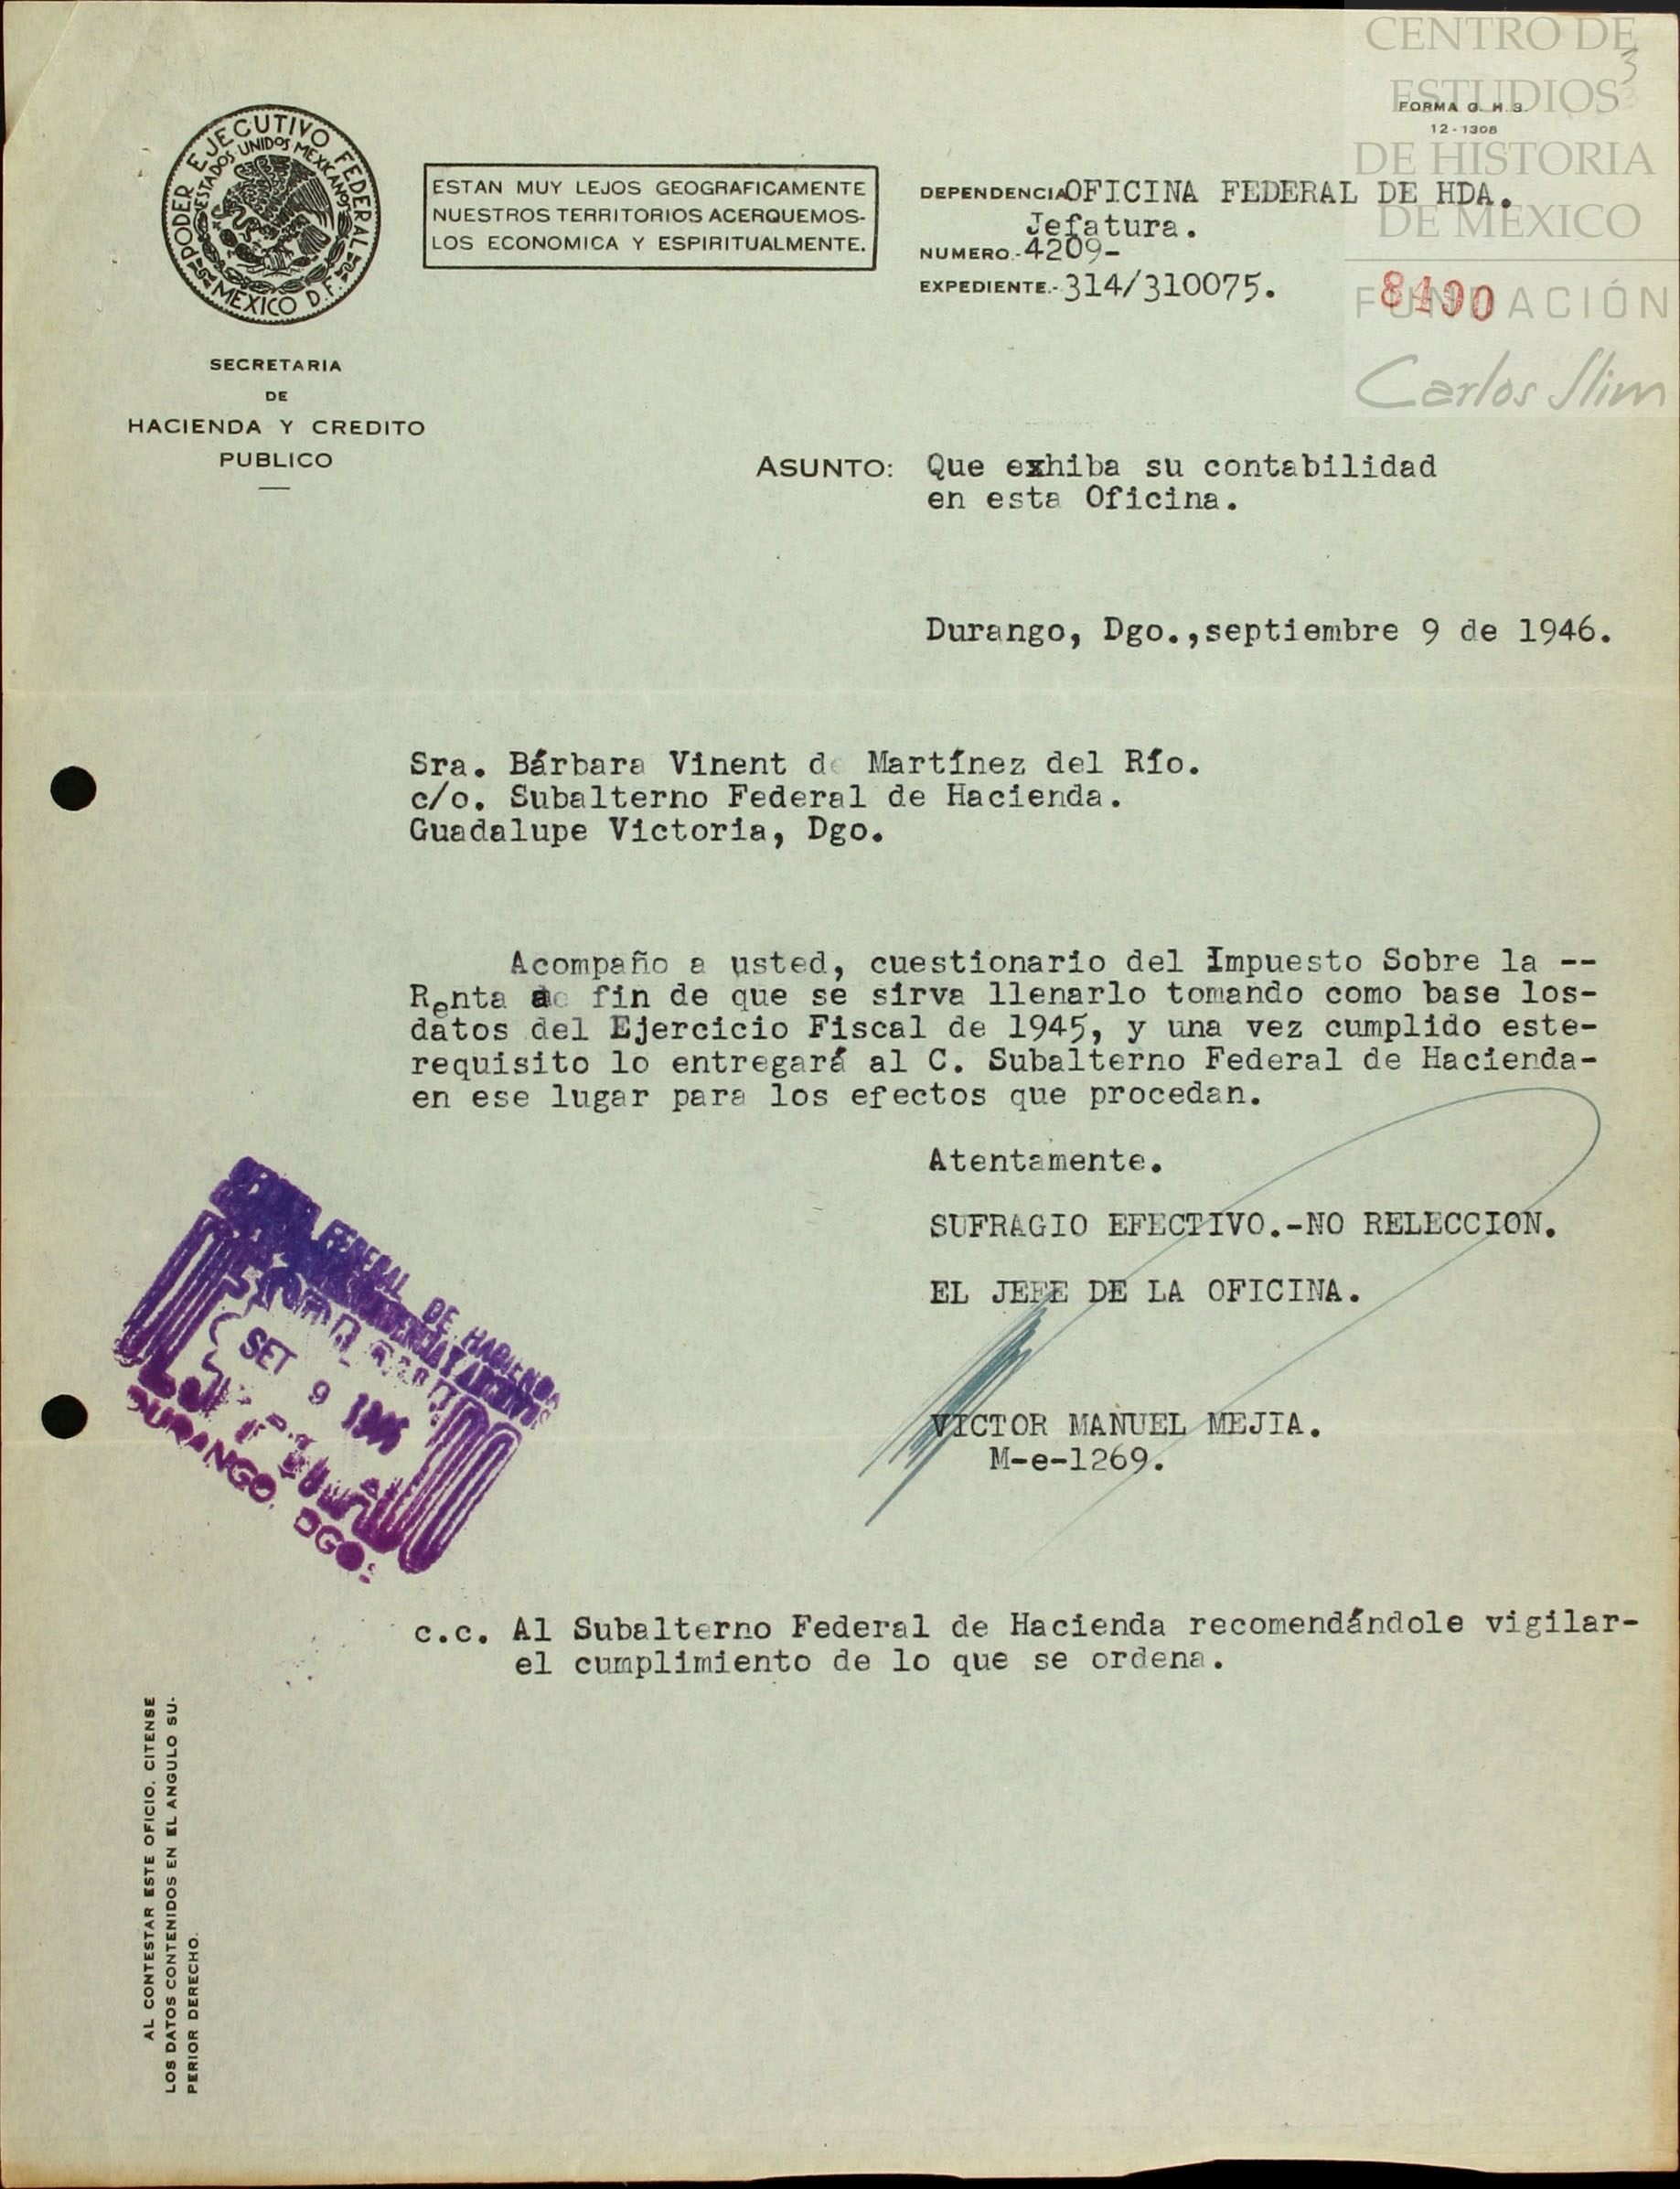 CENTRO DE
ESTUDIOS
DE HISTORIA
DE MEXICO
FUNDACIÓN
Carlos Slim
3
FORMA G. H. S.
12-1308
PODER EJECUTIVO FEDERAL
ESTADOS UNIDOS MEXICANOS
MEXICO D.F.
SECRETARIA
DE
HACIENDA Y CREDITO
PUBLICO
ESTAN MUY LEJOS GEOGRAFICAMENTE
NUESTROS TERRITORIOS ACERQUEMOS-
LOS ECONOMICA Y ESPIRITUALMENTE.
DEPENDENCIA OFICINA FEDERAL DE HDA.
Jefatura.
NUMERO.-4209-
EXPEDIENTE.-314/310075.
8400
ASUNTO: Que exhiba su contabilidad
en esta Oficina.
Durango, Dgo.,septiembre 9 de 1946.
Sra. Bárbara Vinent de Martínez del Río.
c/o. Subalterno Federal de Hacienda.
Guadalupe Victoria, Dgo.
Acompaño a usted, cuestionario del Impuesto Sobre la --
Renta a fin de que se sirva llenarlo tomando como base los-
datos del Ejercicio Fiscal de 1945, y una vez cumplido este-
requisito lo entregará al C. Subalterno Federal de Hacienda-
en ese lugar para los efectos que procedan.
Atentamente.
SUFRAGIO EFECTIVO.-NO RELECCION.
EL JEFE DE LA OFICINA.
VICTOR MANUEL MEJIA.
M-e-1269.
FEDERAL DE HACIENDA
SET 9 1946
DURANGO, DGO.
c.c. Al Subalterno Federal de Hacienda recomendándole vigilar-
el cumplimiento de lo que se ordena.
AL CONTESTAR ESTE OFICIO, CITENSE
LOS DATOS CONTENIDOS EN EL ANGULO SU-
PERIOR DERECHO.